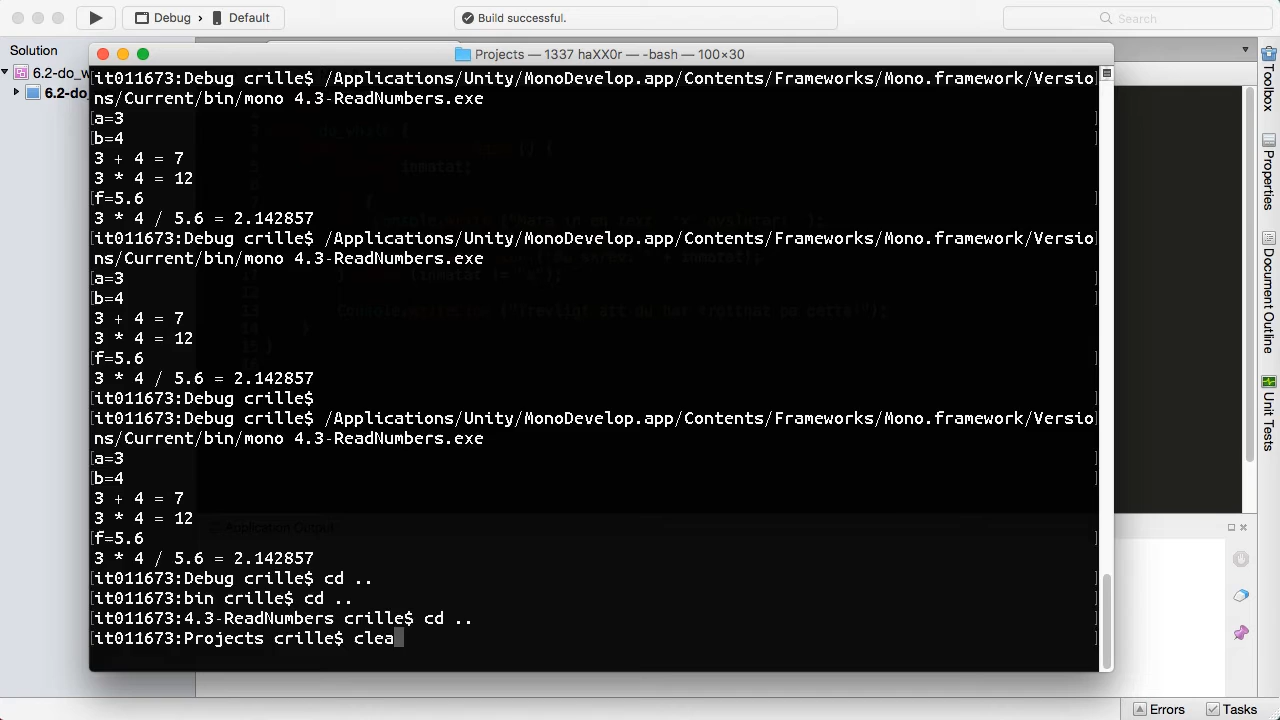 Debug › Default
Build successful.
Search
Solution
Projects — 1337 haXX0r — -bash — 100×30
6.2-do_w
6.2-do_
[it011673:Debug crille$ /Applications/Unity/MonoDevelop.app/Contents/Frameworks/Mono.framework/Versio
ns/Current/bin/mono 4.3-ReadNumbers.exe
[a=3 ]
[b=4 ]
3 + 4 = 7
3 * 4 = 12
[f=5.6 ]
3 * 4 / 5.6 = 2.142857
[it011673:Debug crille$ /Applications/Unity/MonoDevelop.app/Contents/Frameworks/Mono.framework/Versio]
ns/Current/bin/mono 4.3-ReadNumbers.exe
[a=3 ]
[b=4 ]
3 + 4 = 7
3 * 4 = 12
[f=5.6 ]
3 * 4 / 5.6 = 2.142857
[it011673:Debug crille$ ]
[it011673:Debug crille$ /Applications/Unity/MonoDevelop.app/Contents/Frameworks/Mono.framework/Versio
ns/Current/bin/mono 4.3-ReadNumbers.exe
[a=3 ]
[b=4 ]
3 + 4 = 7
3 * 4 = 12
[f=5.6 ]
3 * 4 / 5.6 = 2.142857
[it011673:Debug crille$ cd .. ]
[it011673:bin crille$ cd .. ]
[it011673:4.3-ReadNumbers crille$ cd .. ]
[it011673:Projects crille$ clea ]
Application Output
Toolbox
Properties
Document Outline
Unit Tests
Errors
Tasks